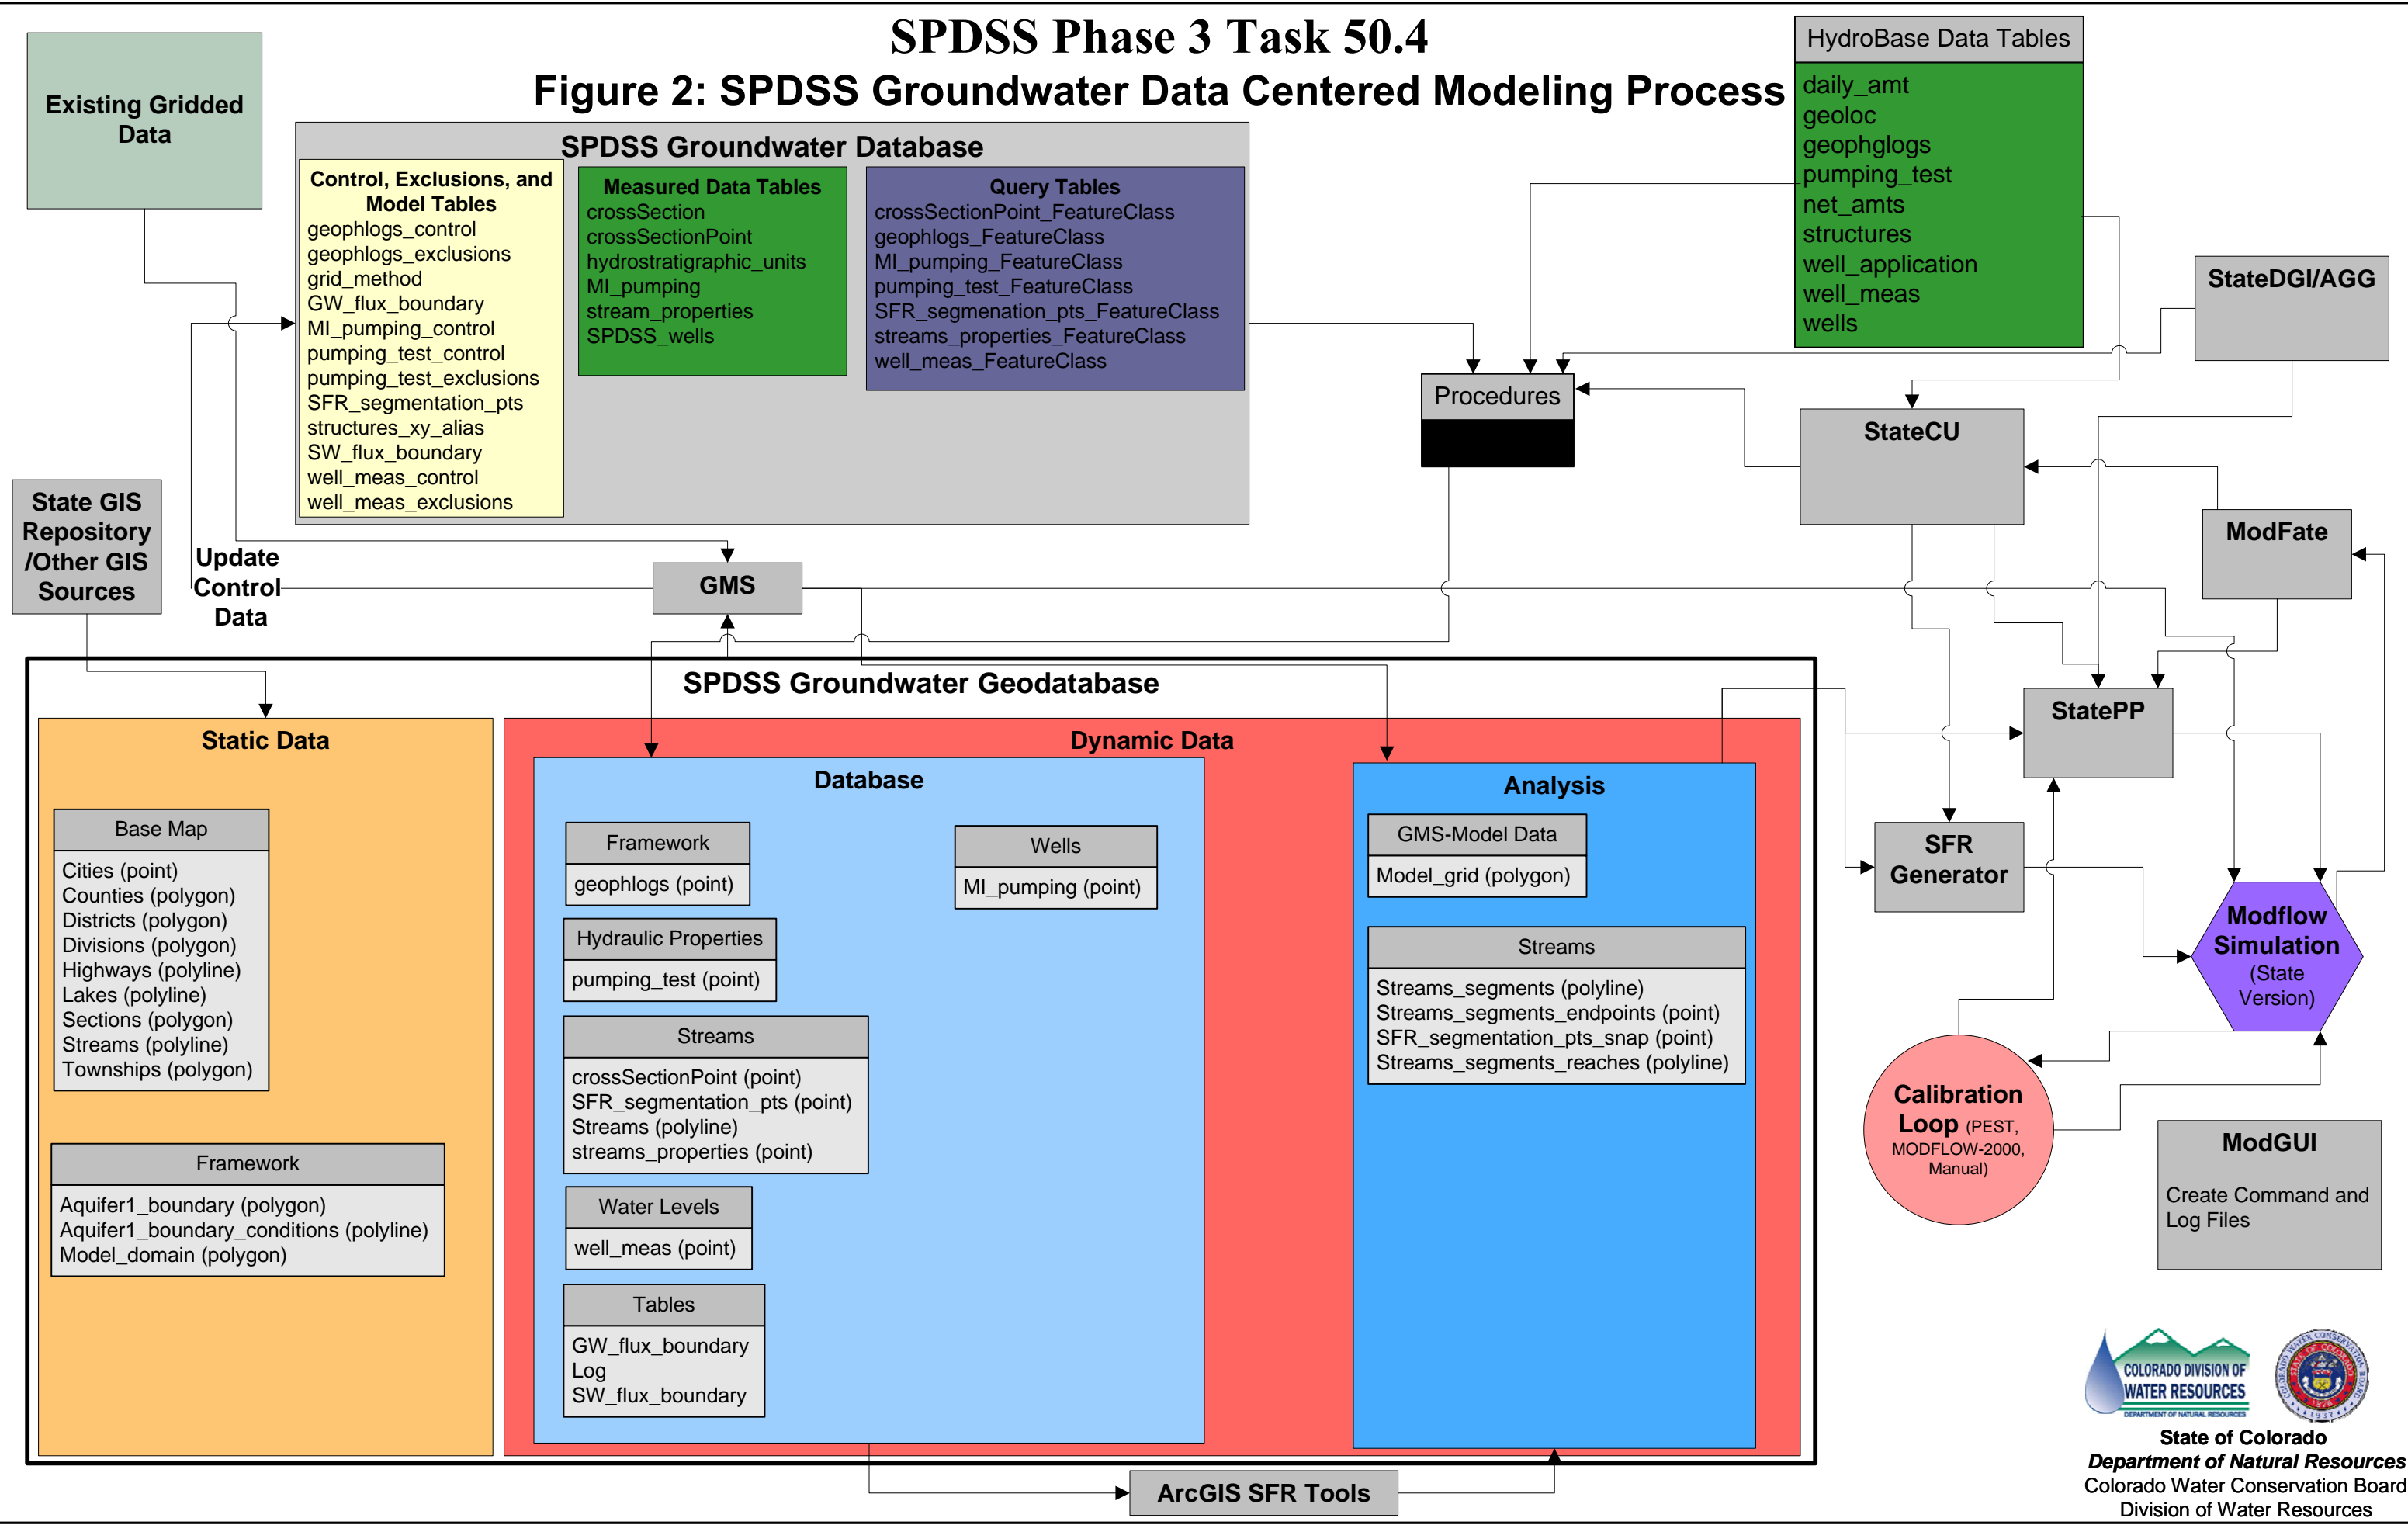 SPDSS Phase 3 Task 50.4
Figure 2: SPDSS Groundwater Data Centered Modeling Process
Existing Gridded
Data
SPDSS Groundwater Database
Control, Exclusions, and
Model Tables
geophlogs_control
geophlogs_exclusions
grid_method
GW_flux_boundary
MI_pumping_control
pumping_test_control
pumping_test_exclusions
SFR_segmentation_pts
structures_xy_alias
SW_flux_boundary
well_meas_control
well_meas_exclusions
Measured Data Tables
crossSection
crossSectionPoint
hydrostratigraphic_units
MI_pumping
stream_properties
SPDSS_wells
Query Tables
crossSectionPoint_FeatureClass
geophlogs_FeatureClass
MI_pumping_FeatureClass
pumping_test_FeatureClass
SFR_segmenation_pts_FeatureClass
streams_properties_FeatureClass
well_meas_FeatureClass
HydroBase Data Tables
daily_amt
geoloc
geophglogs
pumping_test
net_amts
structures
well_application
well_meas
wells
StateDGI/AGG
Procedures
StateCU
ModFate
State GIS
Repository
/Other GIS
Sources
Update
Control
Data
GMS
SPDSS Groundwater Geodatabase
Static Data
Base Map
Cities (point)
Counties (polygon)
Districts (polygon)
Divisions (polygon)
Highways (polyline)
Lakes (polyline)
Sections (polygon)
Streams (polyline)
Townships (polygon)
Framework
Aquifer1_boundary (polygon)
Aquifer1_boundary_conditions (polyline)
Model_domain (polygon)
Dynamic Data
Database
Framework
geophlogs (point)
Wells
MI_pumping (point)
Hydraulic Properties
pumping_test (point)
Streams
crossSectionPoint (point)
SFR_segmentation_pts (point)
Streams (polyline)
streams_properties (point)
Water Levels
well_meas (point)
Tables
GW_flux_boundary
Log
SW_flux_boundary
Analysis
GMS-Model Data
Model_grid (polygon)
Streams
Streams_segments (polyline)
Streams_segments_endpoints (point)
SFR_segmentation_pts_snap (point)
Streams_segments_reaches (polyline)
ArcGIS SFR Tools
StatePP
SFR
Generator
Modflow
Simulation
(State
Version)
Calibration
Loop (PEST,
MODFLOW-2000,
Manual)
ModGUI
Create Command and
Log Files
COLORADO DIVISION OF
WATER RESOURCES
DEPARTMENT OF NATURAL RESOURCES
State of Colorado
Department of Natural Resources
Colorado Water Conservation Board
Division of Water Resources